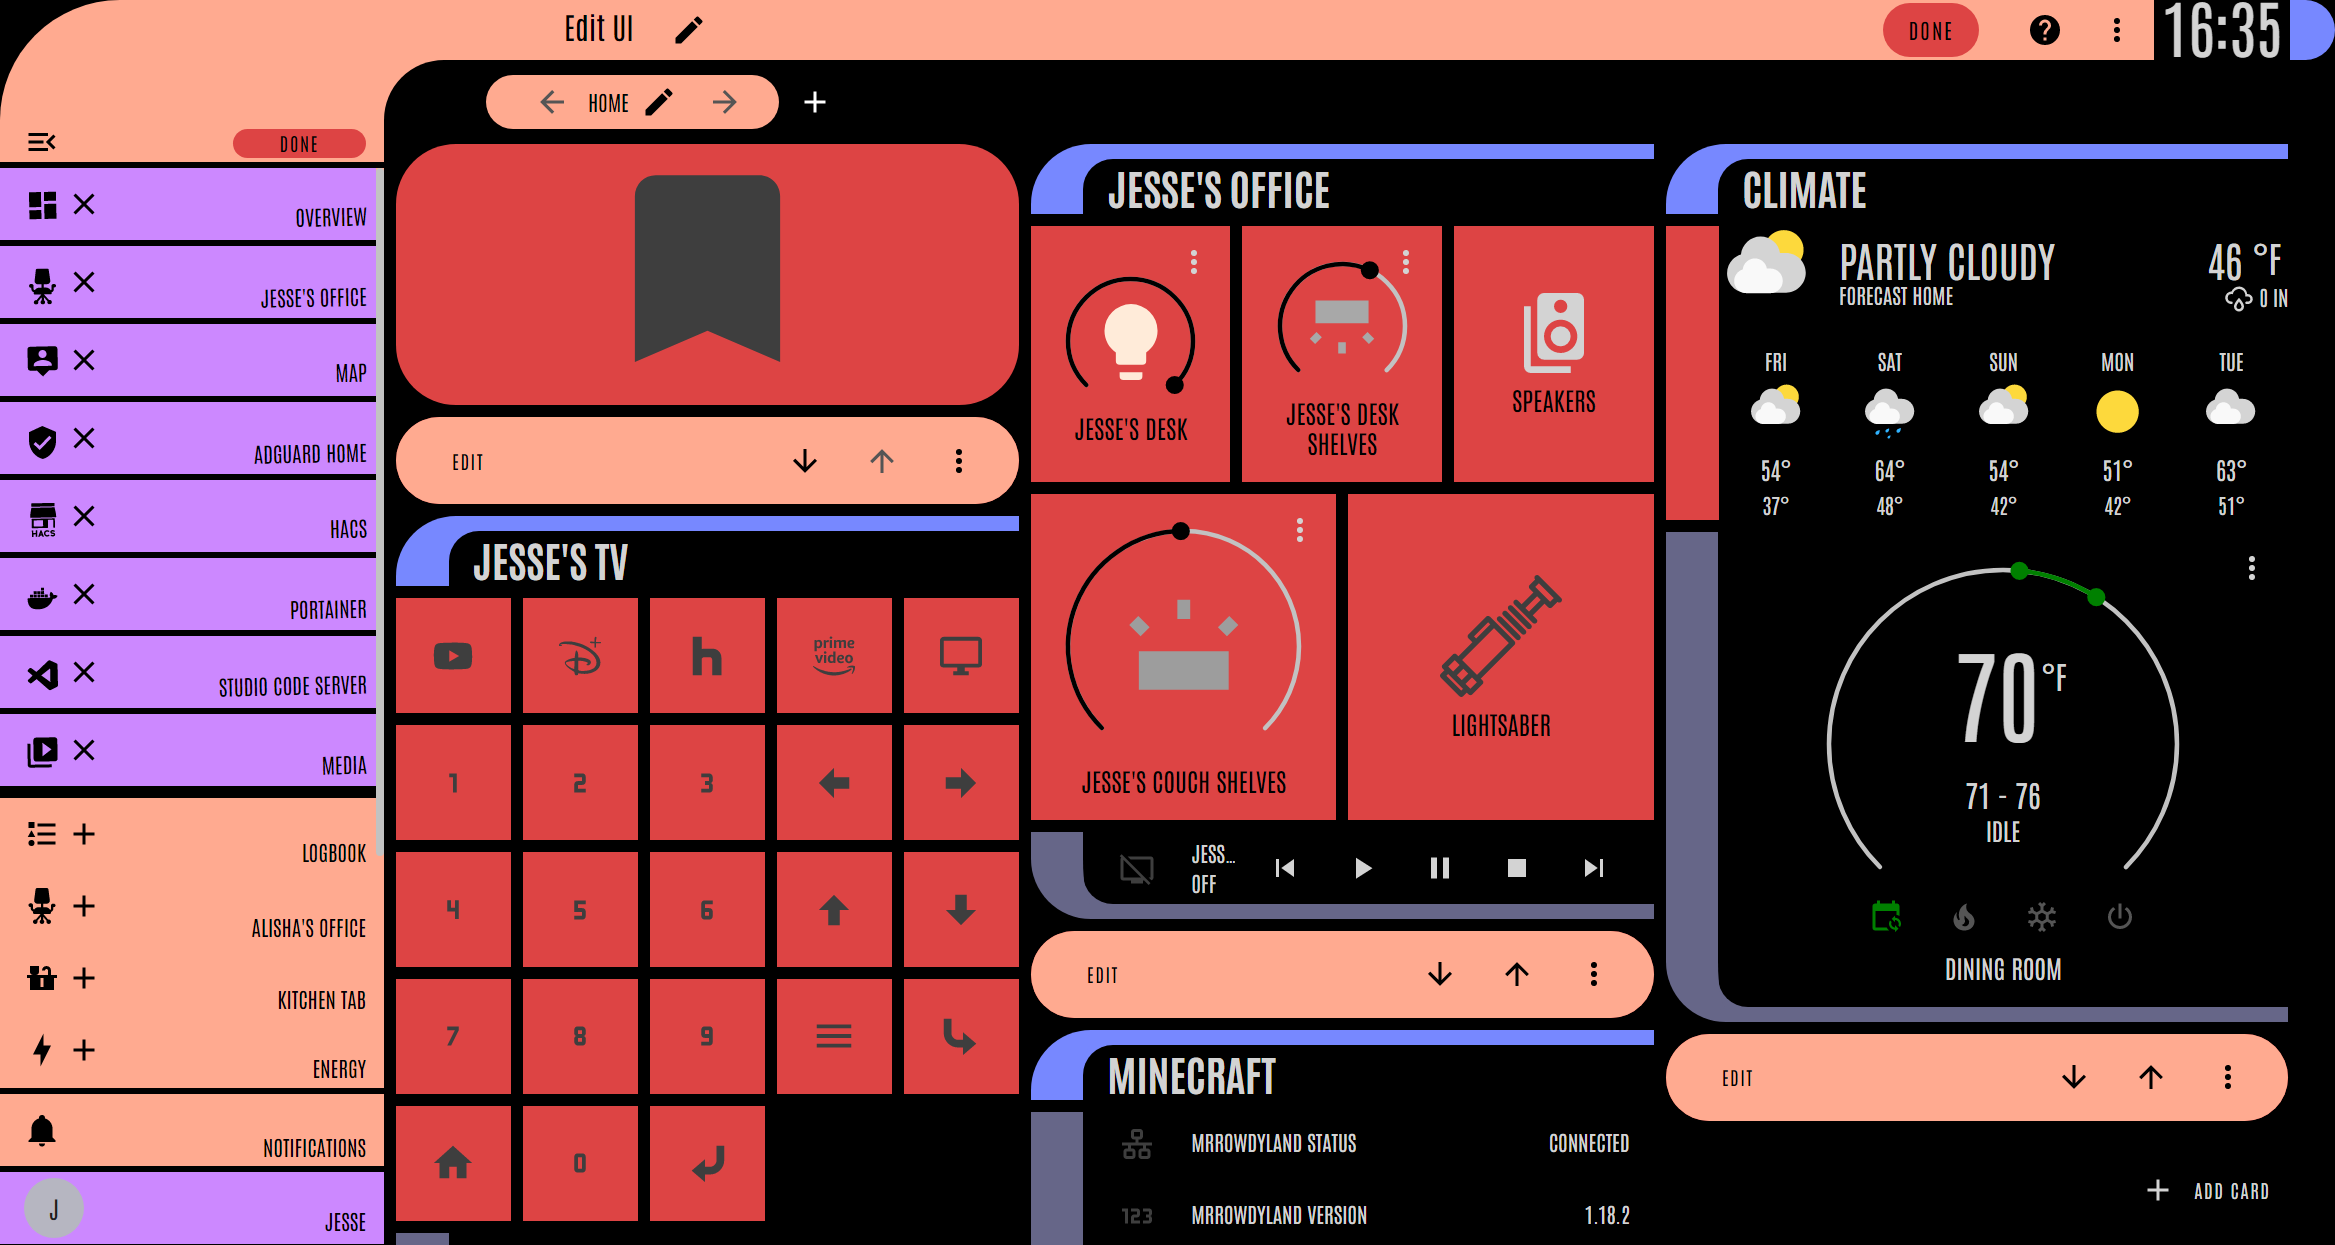 Edit UI
DONE
16:35
HOME
DONE
OVERVIEW
JESSE'S OFFICE
MAP
ADGUARD HOME
HACS
HACS
PORTAINER
STUDIO CODE SERVER
MEDIA
LOGBOOK
ALISHA'S OFFICE
KITCHEN TAB
ENERGY
NOTIFICATIONS
J
JESSE
EDIT
JESSE'S TV
prime
video
1
2
3
4
5
6
7
8
9
0
JESSE'S OFFICE
JESSE'S DESK
JESSE'S DESK
SHELVES
SPEAKERS
JESSE'S COUCH SHELVES
LIGHTSABER
JESS...
OFF
EDIT
MINECRAFT
MRROWDYLAND STATUS
CONNECTED
123
MRROWDYLAND VERSION
1.18.2
CLIMATE
PARTLY CLOUDY
46 °F
FORECAST HOME
0 IN
FRI SAT SUN MON TUE
54° 64° 54° 51° 63°
37° 48° 42° 42° 51°
70 °F
71 - 76
IDLE
DINING ROOM
EDIT
ADD CARD